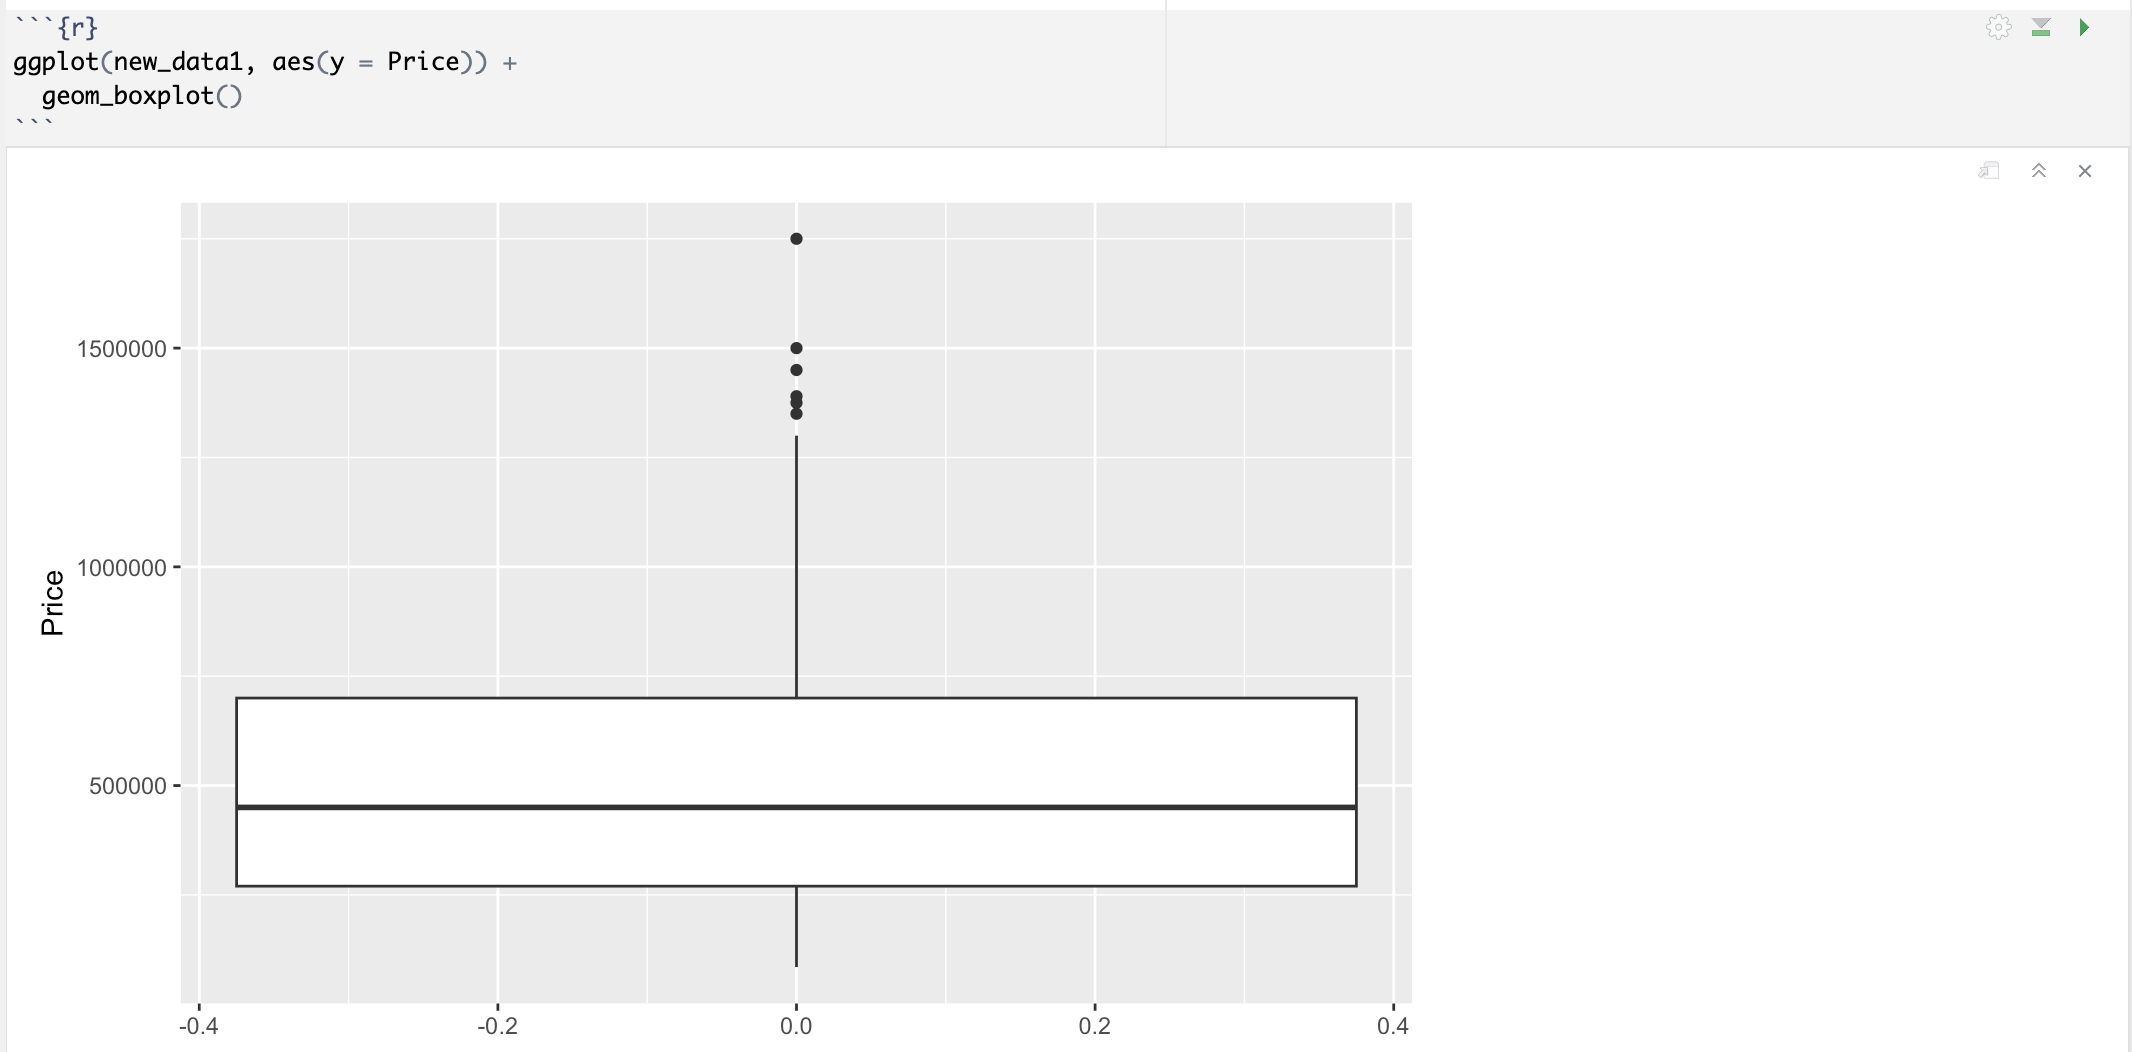 ```{r}
ggplot(new_data1, aes(y = Price)) +
  geom_boxplot()
```
1500000
1000000
500000
Price
-0.4 -0.2 0.0 0.2 0.4